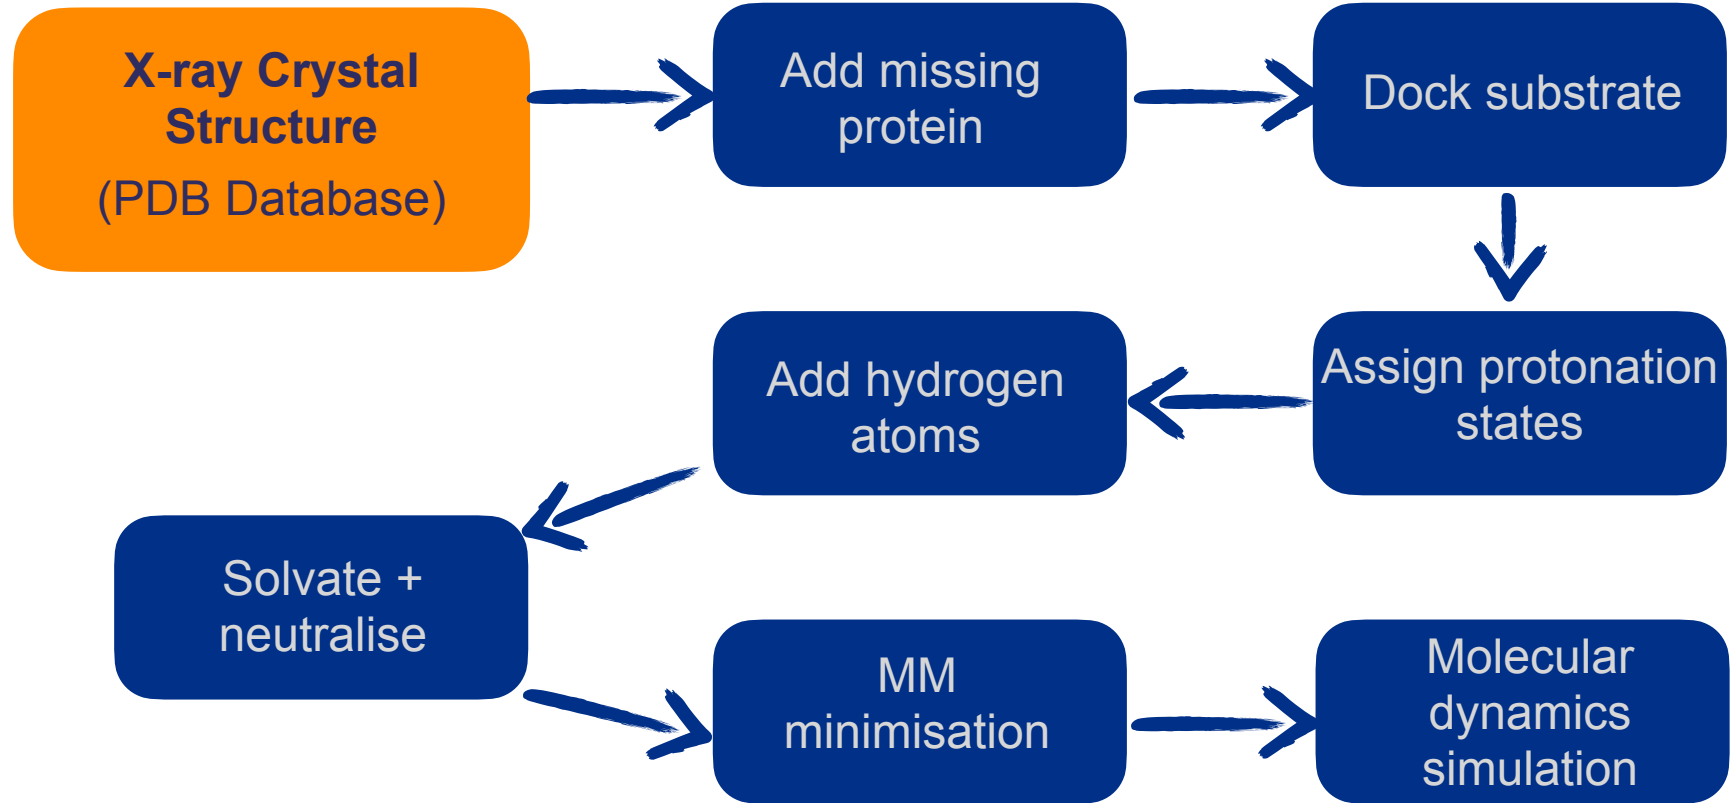 X-ray Crystal
Structure
(PDB Database)
Add missing
protein
Dock substrate
Assign protonation
states
Add hydrogen
atoms
Solvate +
neutralise
MM
minimisation
Molecular
dynamics
simulation